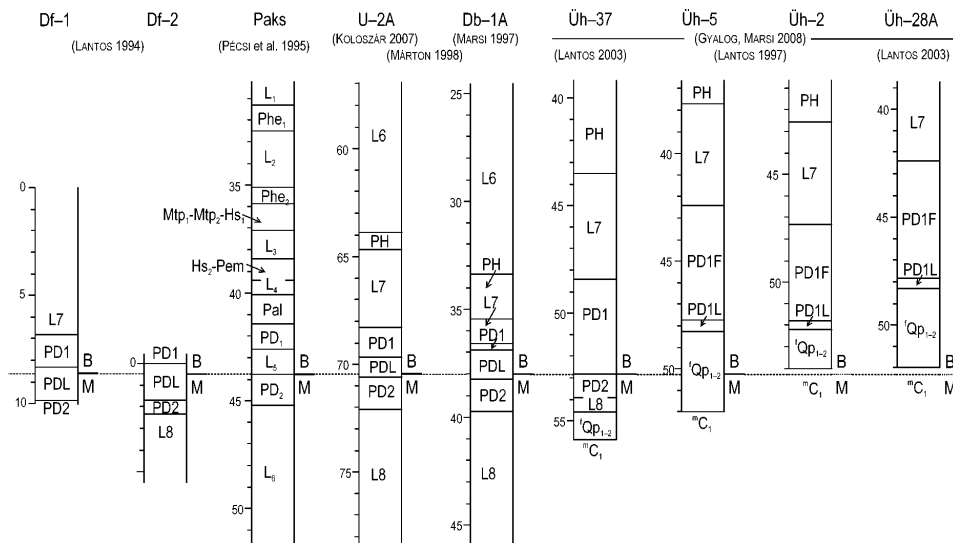 Df–1 Df–2 Paks U–2A Db–1A Üh–37 Üh–5 Üh–2 Üh–28A
(LANTOS 1994) (PÉCSI et al. 1995) (KOLOSZÁR 2007) (MARSI 1997) (GYALOG, MARSI 2008)
(MÁRTON 1998) (LANTOS 2003) (LANTOS 1997) (LANTOS 2003)
0
5
10
L7
PD1
PDL
PD2
B
M
0
PD1
PDL
PD2
L8
B
M
35
40
45
50
L1
Phe1
L2
Phe2
Mtp1-Mtp2-Hs1
L3
Hs2-Pem
L4
Pal
PD1
L5
PD2
L6
B
M
60
65
70
75
L6
PH
L7
PD1
PDL
PD2
L8
B
M
25
30
35
40
45
L6
PH
L7
PD1
PDL
PD2
L8
B
M
40
45
50
55
PH
L7
PD1
PD2
L8
fQp1–2
mC1
B
M
40
45
50
PH
L7
PD1F
PD1L
fQp1–2
mC1
B
M
45
50
PH
L7
PD1F
PD1L
fQp1–2
mC1
B
M
40
45
50
L7
PD1F
PD1L
fQp1–2
mC1
B
M